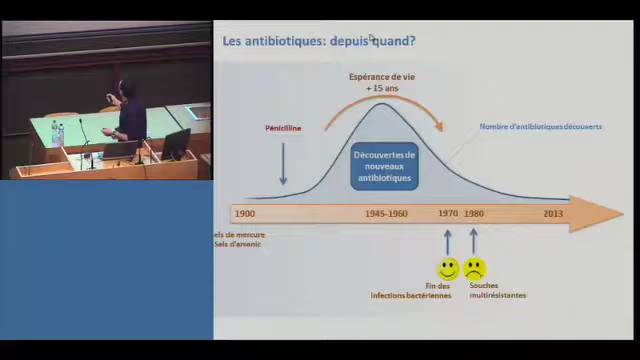 Les antibiotiques: depuis quand?
Espérance de vie
+ 15 ans
Pénicilline
Nombre d'antibiotiques découverts
Découvertes de
nouveaux
antibiotiques
1900
1945-1960
1970
1980
2013
els de mercure
Sels d'arsenic
Fin des
infections bactériennes
Souches
multirésistantes